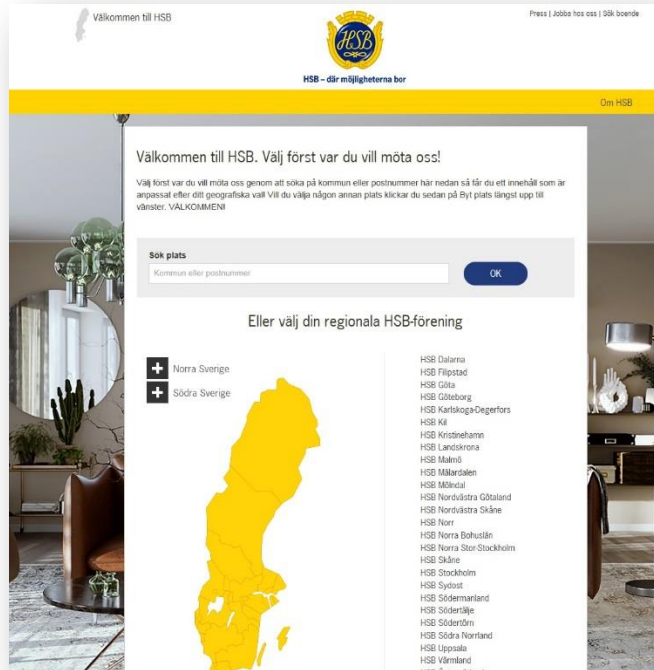 Välkommen till HSB
Press | Jobba hos oss | Sök boende
HSB
HSB – där möjligheterna bor
Om HSB
Välkommen till HSB. Välj först var du vill möta oss!
Välj först var du vill möta oss genom att söka på kommun eller postnummer här nedan så får du ett innehåll som är
anpassat efter ditt geografiska val! Vill du välja någon annan plats klickar du sedan på Byt plats längst upp till
vänster. VÄLKOMMEN!
Sök plats
Kommun eller postnummer
OK
Eller välj din regionala HSB-förening
Norra Sverige
Södra Sverige
HSB Dalarna
HSB Filipstad
HSB Göta
HSB Göteborg
HSB Karlskoga-Degerfors
HSB Kil
HSB Kristinehamn
HSB Landskrona
HSB Malmö
HSB Mälardalen
HSB Mölndal
HSB Nordvästra Götaland
HSB Nordvästra Skåne
HSB Norr
HSB Norra Bohuslän
HSB Norra Stor-Stockholm
HSB Skåne
HSB Stockholm
HSB Sydost
HSB Södermanland
HSB Södertälje
HSB Södertörn
HSB Södra Norrland
HSB Uppsala
HSB Värmland